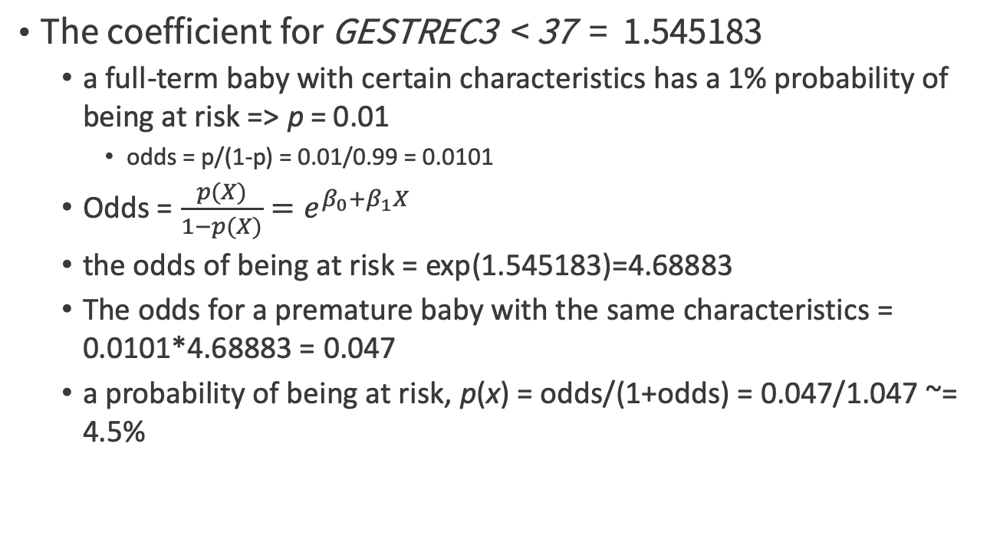 • The coefficient for GESTREC3 < 37 = 1.545183
• a full-term baby with certain characteristics has a 1% probability of
being at risk => p = 0.01
• odds = p/(1-p) = 0.01/0.99 = 0.0101
• Odds = p(X)/1−p(X) = e^β₀+β₁X
• the odds of being at risk = exp(1.545183)=4.68883
• The odds for a premature baby with the same characteristics =
0.0101*4.68883 = 0.047
• a probability of being at risk, p(x) = odds/(1+odds) = 0.047/1.047 ~=
4.5%